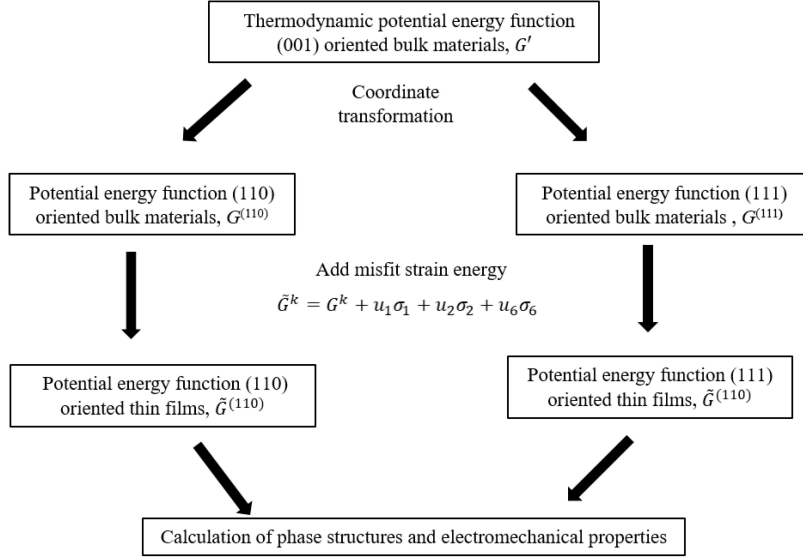 Thermodynamic potential energy function
(001) oriented bulk materials, G′
Coordinate
transformation
Potential energy function (110)
oriented bulk materials, G⁽¹¹⁰⁾
Potential energy function (111)
oriented bulk materials , G⁽¹¹¹⁾
Add misfit strain energy
G̃ᵏ = Gᵏ + u₁σ₁ + u₂σ₂ + u₆σ₆
Potential energy function (110)
oriented thin films, G̃⁽¹¹⁰⁾
Potential energy function (111)
oriented thin films, G̃⁽¹¹⁰⁾
Calculation of phase structures and electromechanical properties